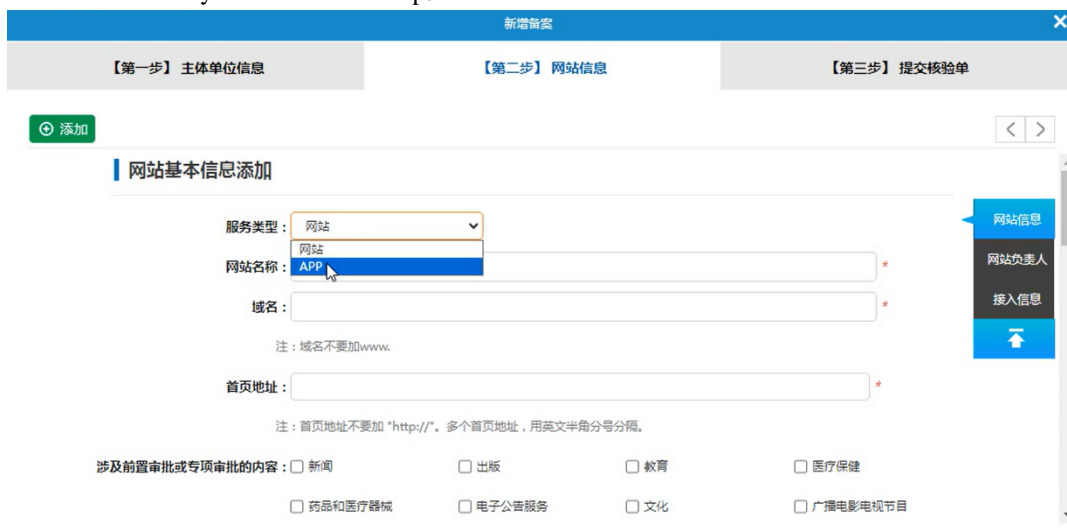 新增备案
【第一步】 主体单位信息 【第二步】 网站信息 【第三步】 提交核验单
添加
网站基本信息添加
服务类型： 网站
网站
APP
网站名称： *
域名： *
注：域名不要加www.
首页地址： *
注：首页地址不要加 "http://"。多个首页地址，用英文半角分号分隔。
涉及前置审批或专项审批的内容： 新闻 出版 教育 医疗保健
药品和医疗器械 电子公告服务 文化 广播电影电视节目
网站信息
网站负责人
接入信息